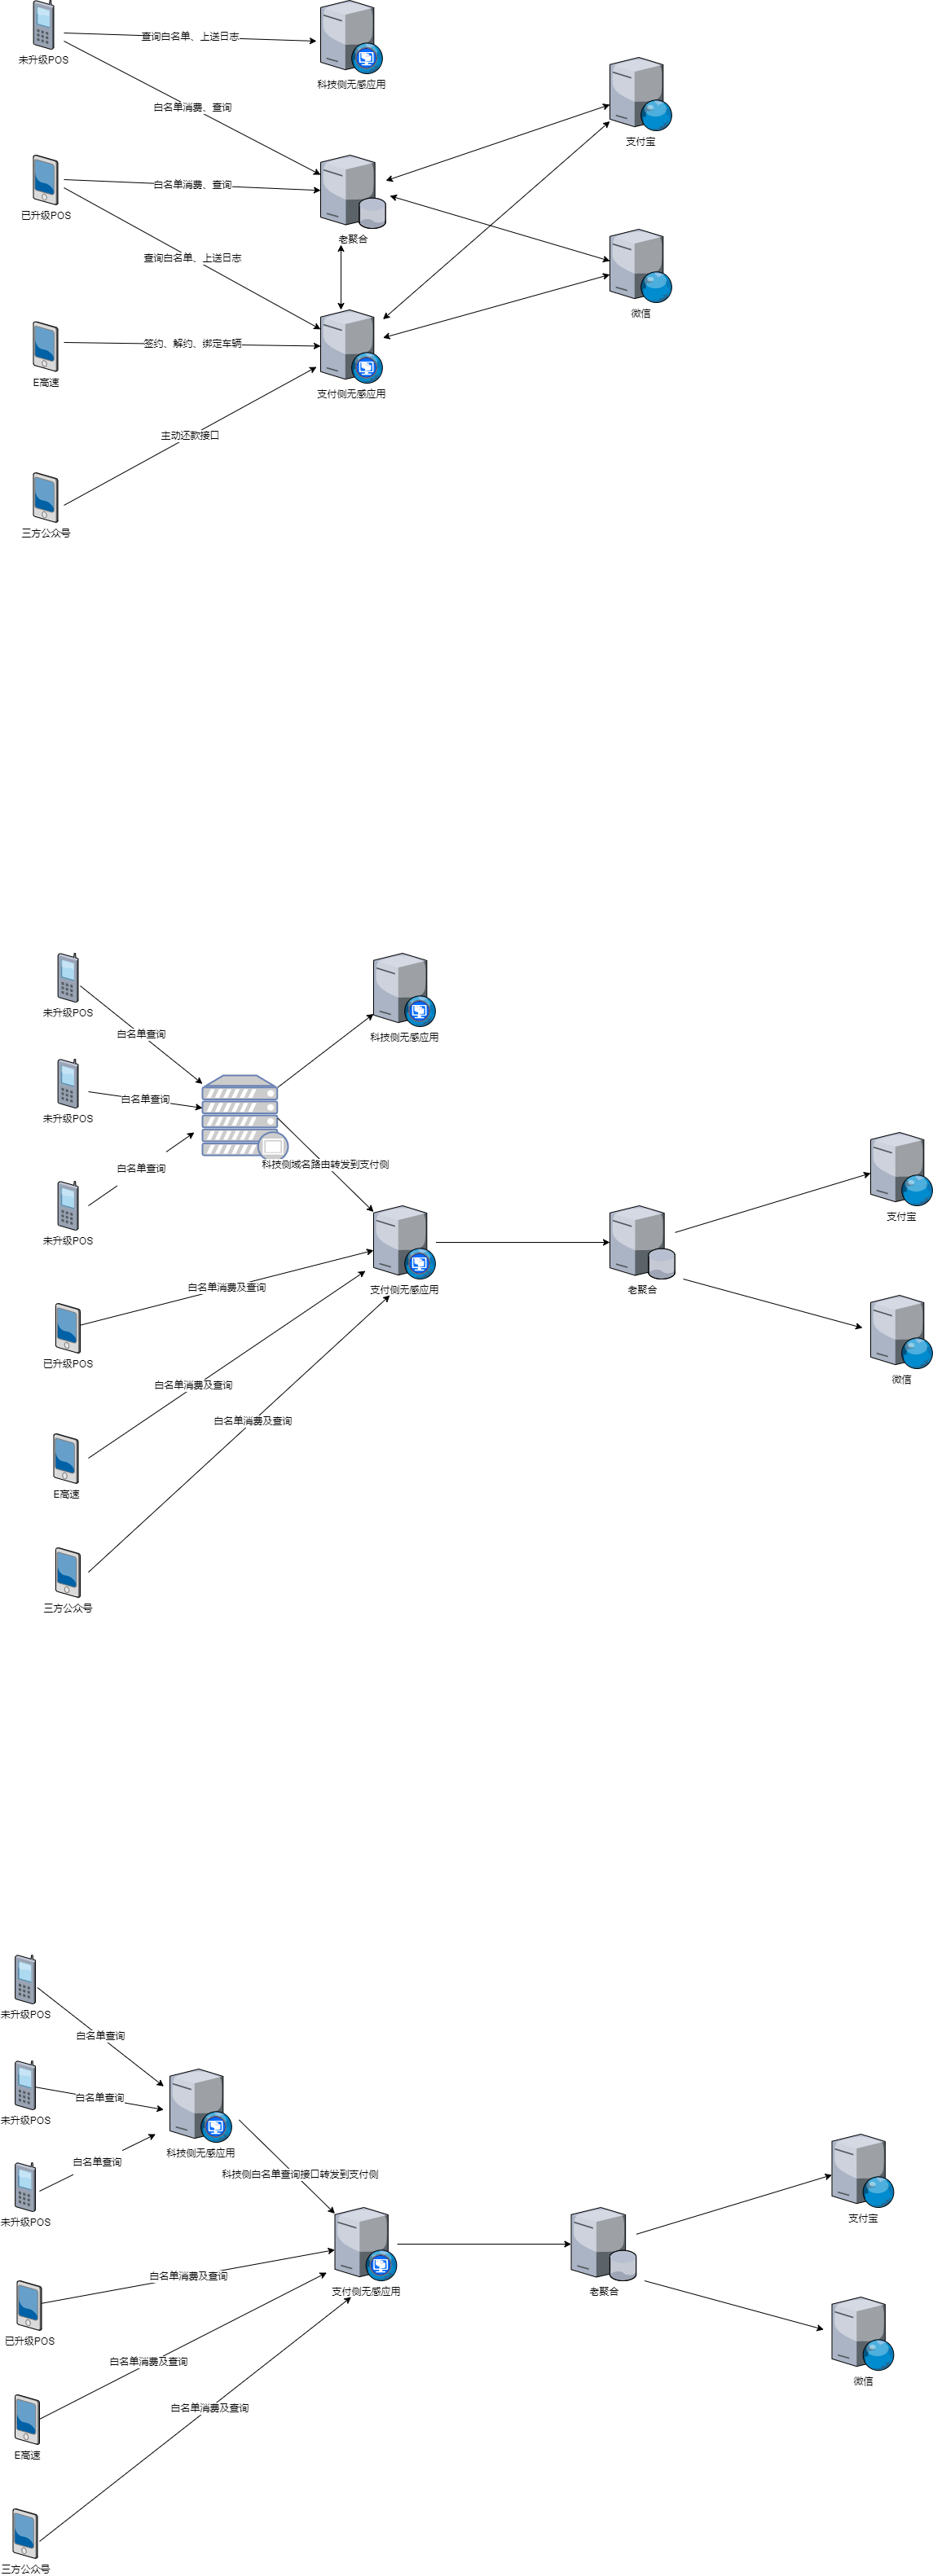 查询白名单、上送日志
未升级POS
科技侧无感应用
白名单消费、查询
支付宝
白名单消费、查询
已升级POS
老聚合
查询白名单、上送日志
微信
签约、解约、绑定车辆
E高速
支付侧无感应用
主动还款接口
三方公众号
未升级POS
白名单查询
科技侧无感应用
白名单查询
未升级POS
科技侧域名路由转发到支付侧
白名单查询
支付宝
未升级POS
白名单消费及查询
支付侧无感应用
老聚合
已升级POS
微信
白名单消费及查询
白名单消费及查询
E高速
三方公众号
未升级POS
白名单查询
白名单查询
未升级POS
科技侧无感应用
白名单查询
科技侧白名单查询接口转发到支付侧
未升级POS
支付宝
白名单消费及查询
支付侧无感应用
老聚合
已升级POS
白名单消费及查询
微信
白名单消费及查询
E高速
三方公众号